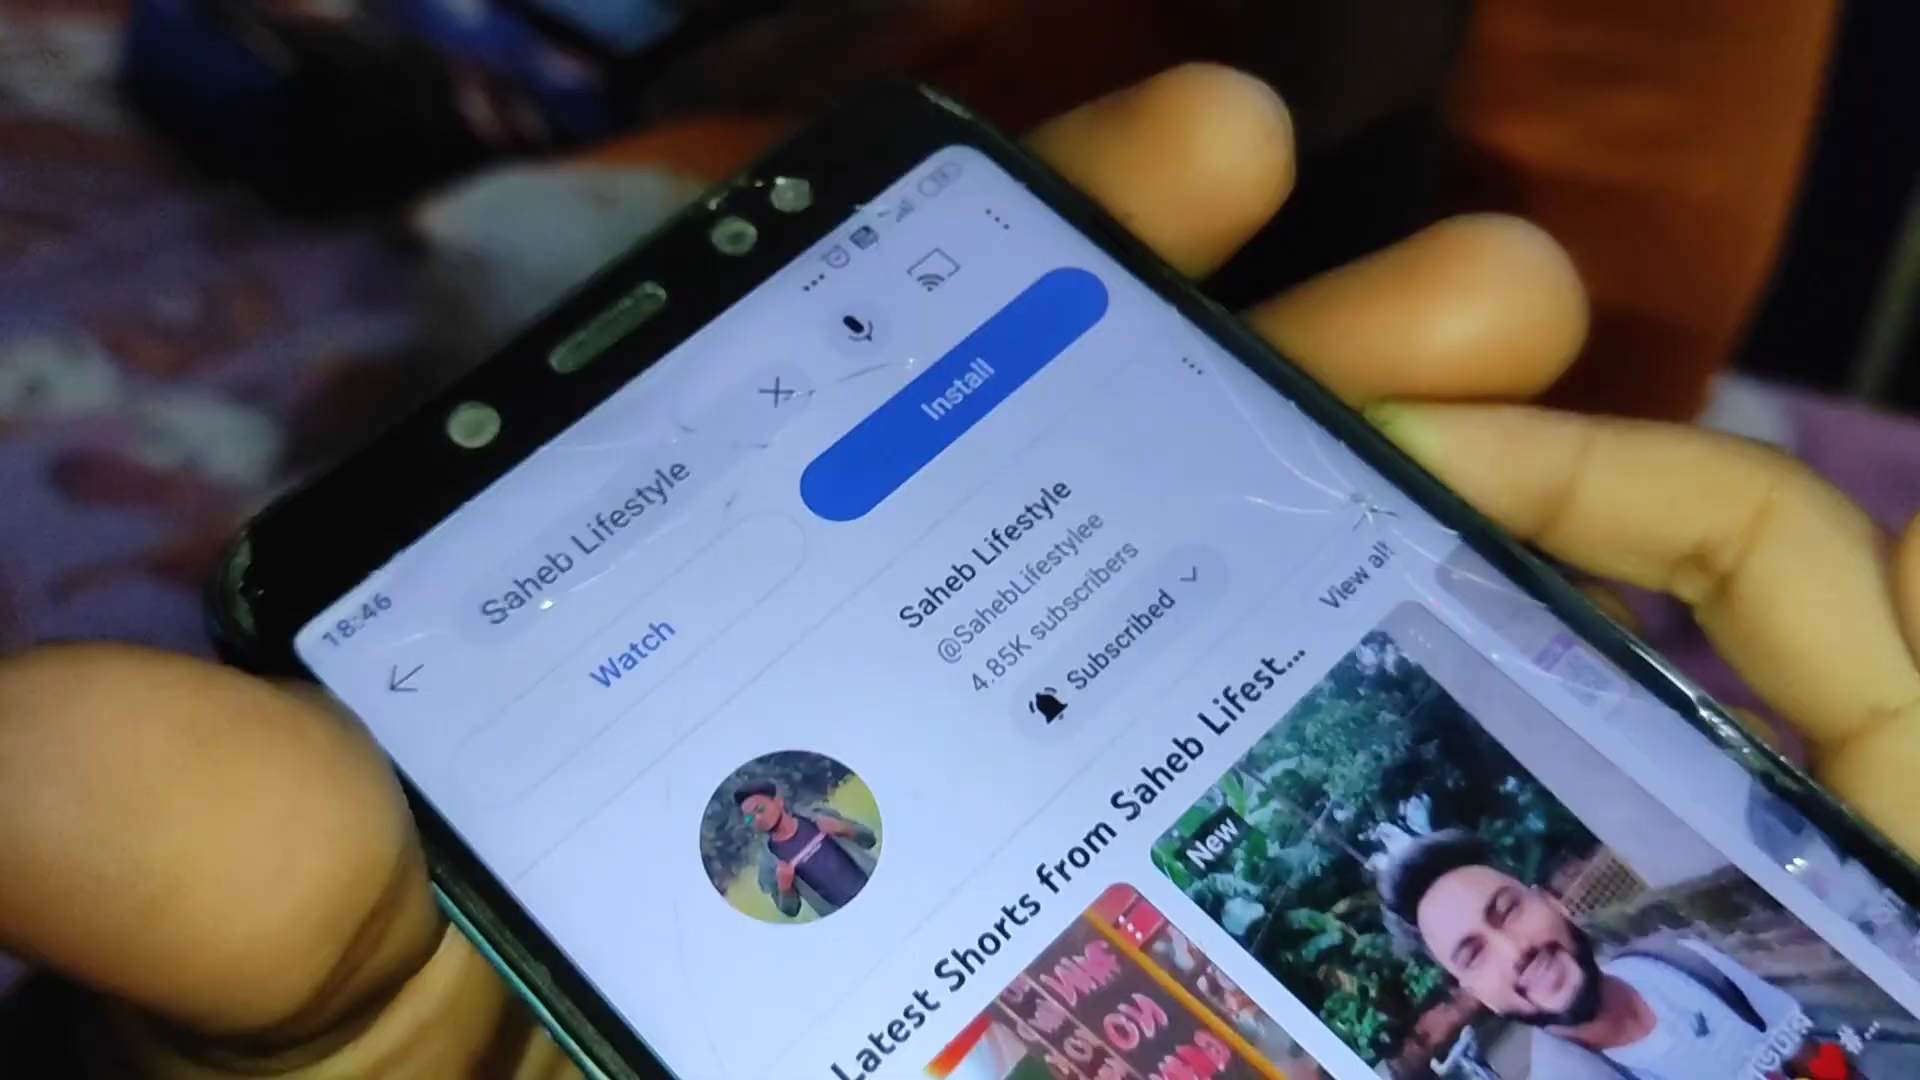 18:46
Saheb Lifestyle
Watch
Install
Saheb Lifestyle
@SahebLifestylee
4.85K subscribers
Subscribed
Latest Shorts from Saheb Lifest...
View all
New